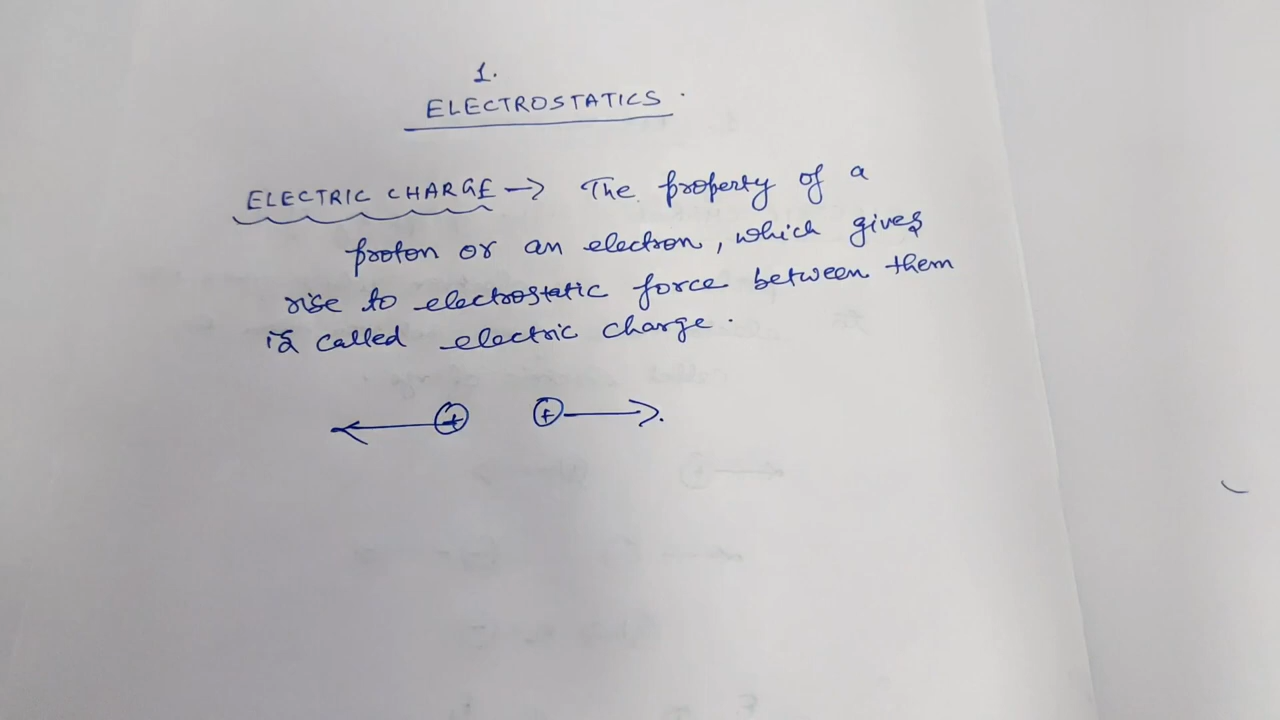 1.
ELECTROSTATICS.
ELECTRIC CHARGE → The property of a
proton or an electron, which gives
rise to electrostatic force between them
is called electric charge.
+ +